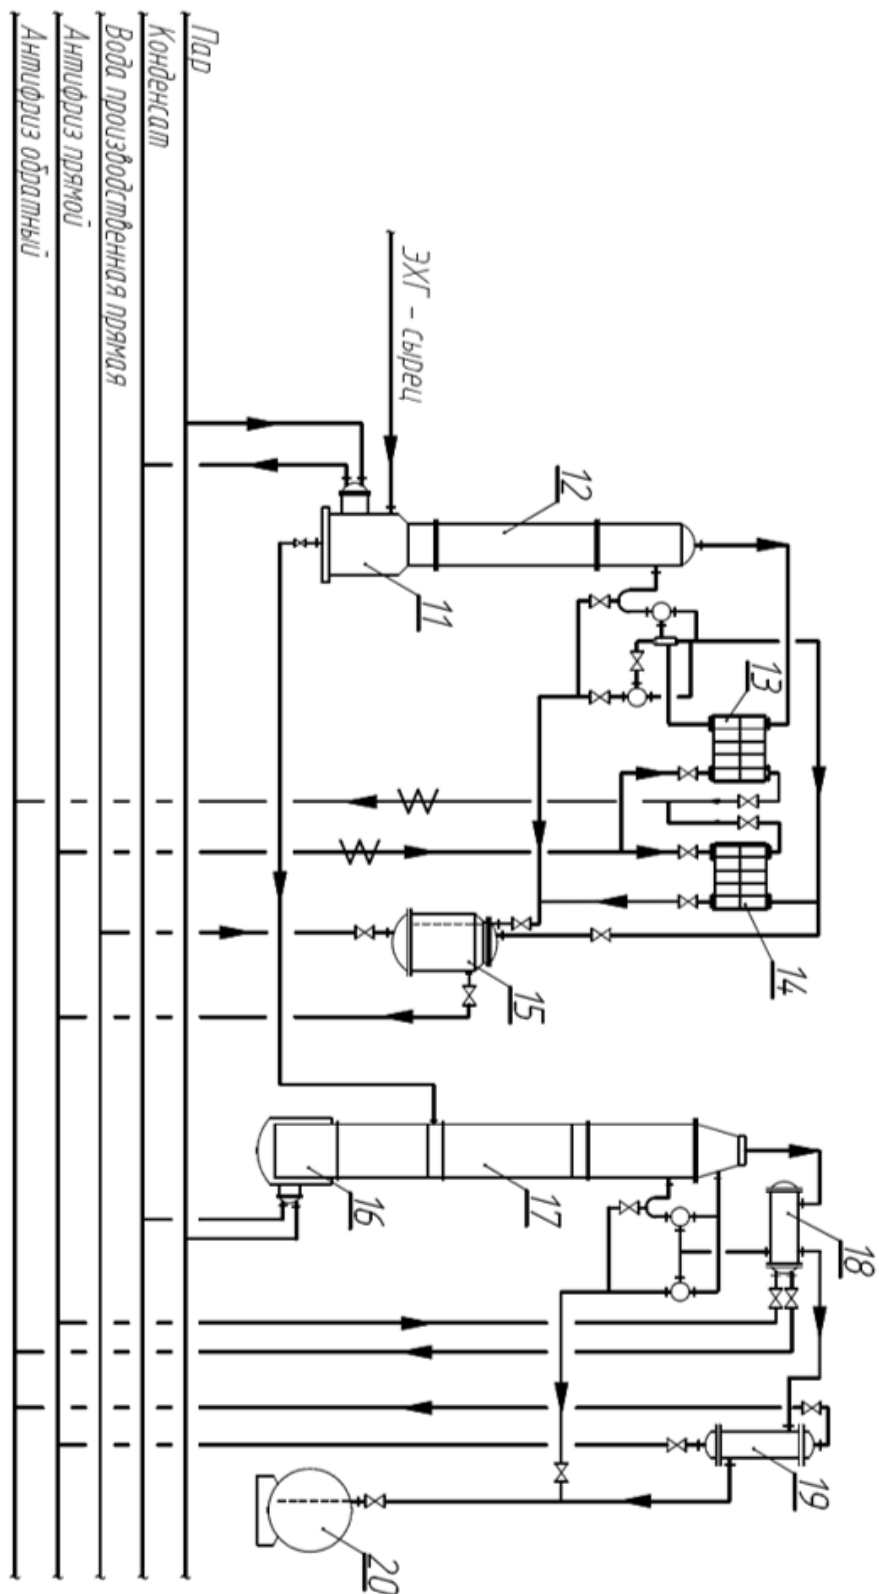 Пар
Конденсат
Вода производственная прямая
Антифриз прямой
Антифриз обратный
ЭХГ - сырец
11
12
13
14
15
16
17
18
19
20